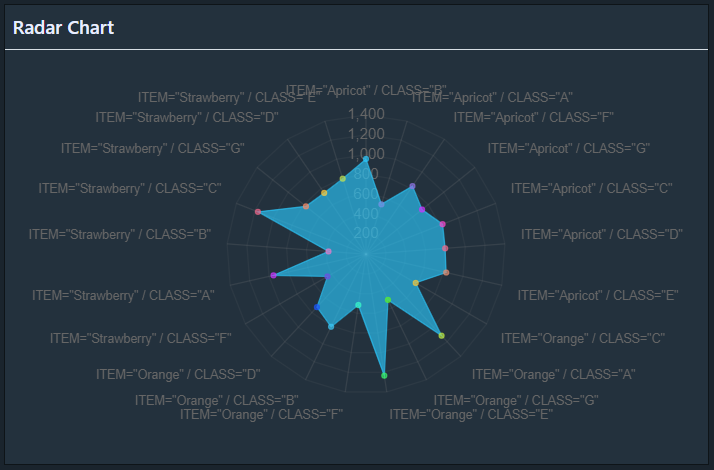 Radar Chart
ITEM="Apricot" / CLASS="B"
ITEM="Apricot" / CLASS="A"
ITEM="Apricot" / CLASS="F"
ITEM="Apricot" / CLASS="G"
ITEM="Apricot" / CLASS="C"
ITEM="Apricot" / CLASS="D"
ITEM="Apricot" / CLASS="E"
ITEM="Orange" / CLASS="C"
ITEM="Orange" / CLASS="A"
ITEM="Orange" / CLASS="G"
ITEM="Orange" / CLASS="E"
ITEM="Orange" / CLASS="F"
ITEM="Orange" / CLASS="B"
ITEM="Orange" / CLASS="D"
ITEM="Strawberry" / CLASS="F"
ITEM="Strawberry" / CLASS="A"
ITEM="Strawberry" / CLASS="B"
ITEM="Strawberry" / CLASS="C"
ITEM="Strawberry" / CLASS="G"
ITEM="Strawberry" / CLASS="D"
ITEM="Strawberry" / CLASS="E"
1,400
1,200
1,000
800
600
400
200